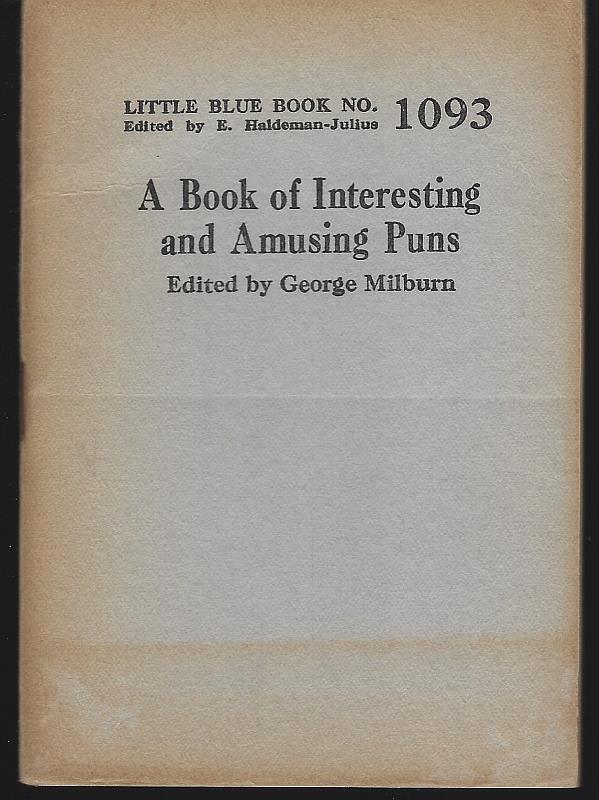 LITTLE BLUE BOOK NO. 1093
Edited by E. Haldeman-Julius
A Book of Interesting
and Amusing Puns
Edited by George Milburn